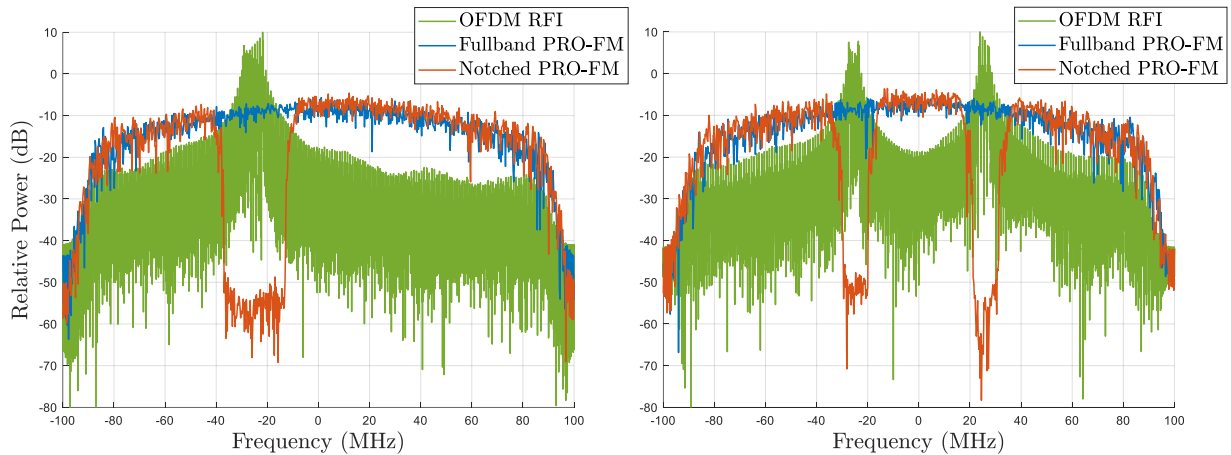 OFDM RFI
Fullband PRO-FM
Notched PRO-FM
10
0
-10
-20
-30
-40
-50
-60
-70
-80
Relative Power (dB)
-100 -80 -60 -40 -20 0 20 40 60 80 100
Frequency (MHz)
OFDM RFI
Fullband PRO-FM
Notched PRO-FM
10
0
-10
-20
-30
-40
-50
-60
-70
-80
-100 -80 -60 -40 -20 0 20 40 60 80 100
Frequency (MHz)